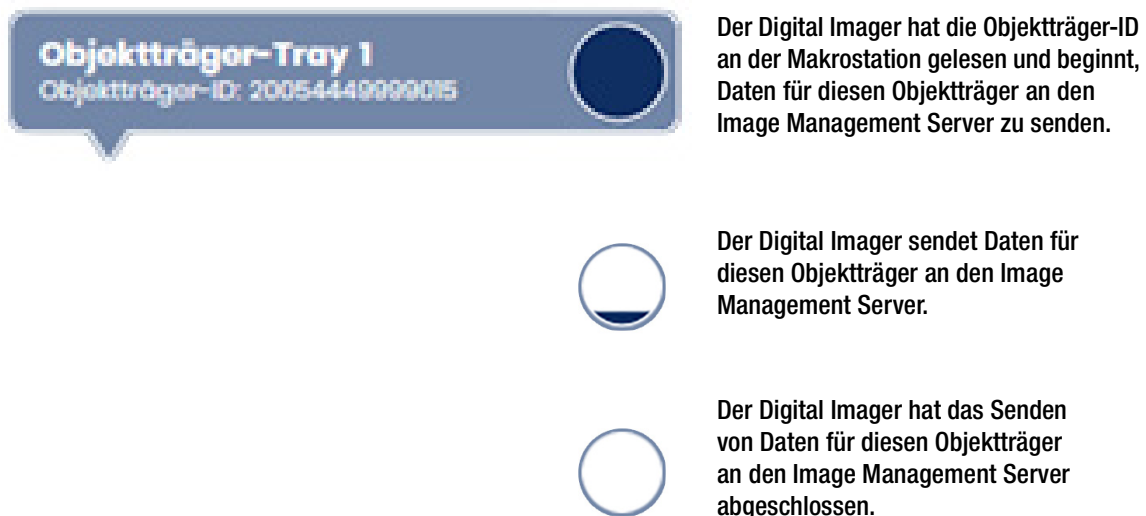 Objektträger-Tray 1
Objektträger-ID: 20054449999015
Der Digital Imager hat die Objektträger-ID
an der Makrostation gelesen und beginnt,
Daten für diesen Objektträger an den
Image Management Server zu senden.
Der Digital Imager sendet Daten für
diesen Objektträger an den Image
Management Server.
Der Digital Imager hat das Senden
von Daten für diesen Objektträger
an den Image Management Server
abgeschlossen.